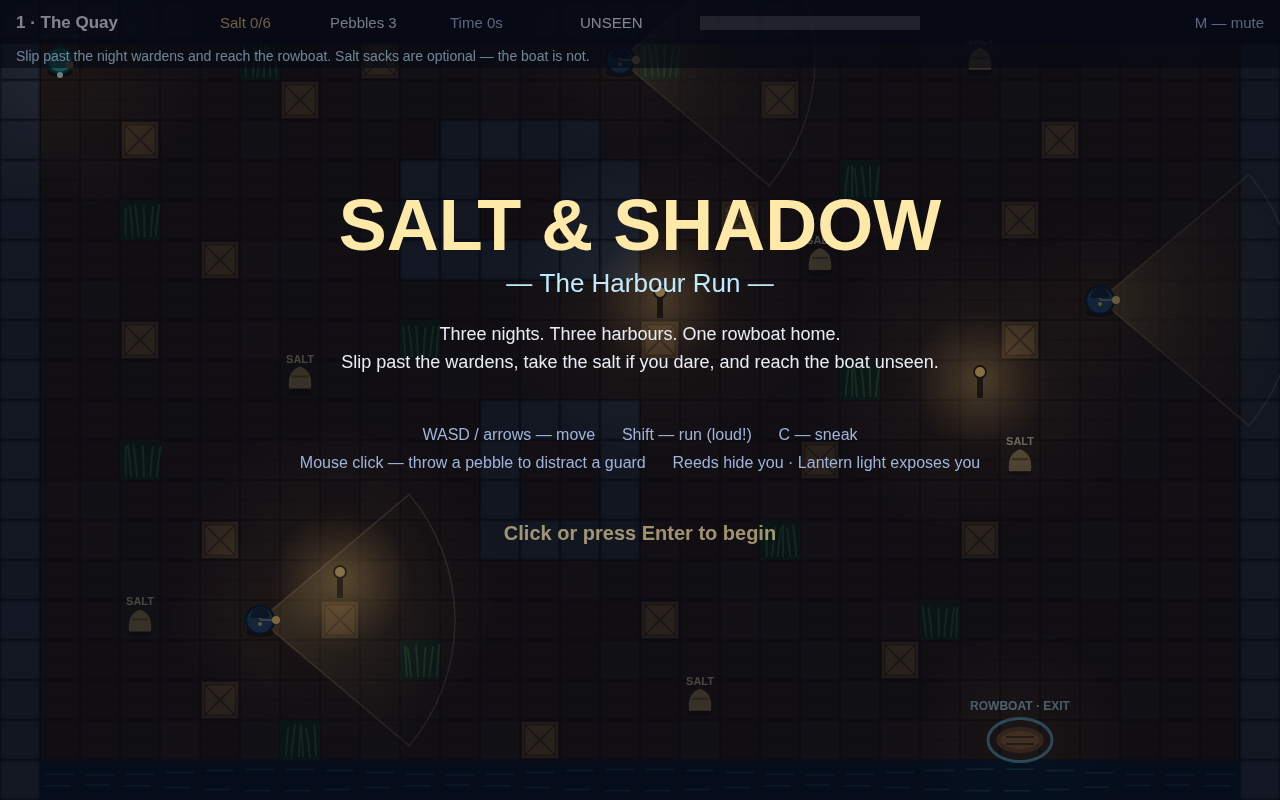 1 · The Quay Salt 0/6 Pebbles 3 Time 0s UNSEEN M — mute
Slip past the night wardens and reach the rowboat. Salt sacks are optional — the boat is not.
SALT & SHADOW
— The Harbour Run —
Three nights. Three harbours. One rowboat home.
Slip past the wardens, take the salt if you dare, and reach the boat unseen.
SALT
WASD / arrows — move Shift — run (loud!) C — sneak
SALT
Mouse click — throw a pebble to distract a guard Reeds hide you · Lantern light exposes you
Click or press Enter to begin
SALT
SALT
ROWBOAT · EXIT